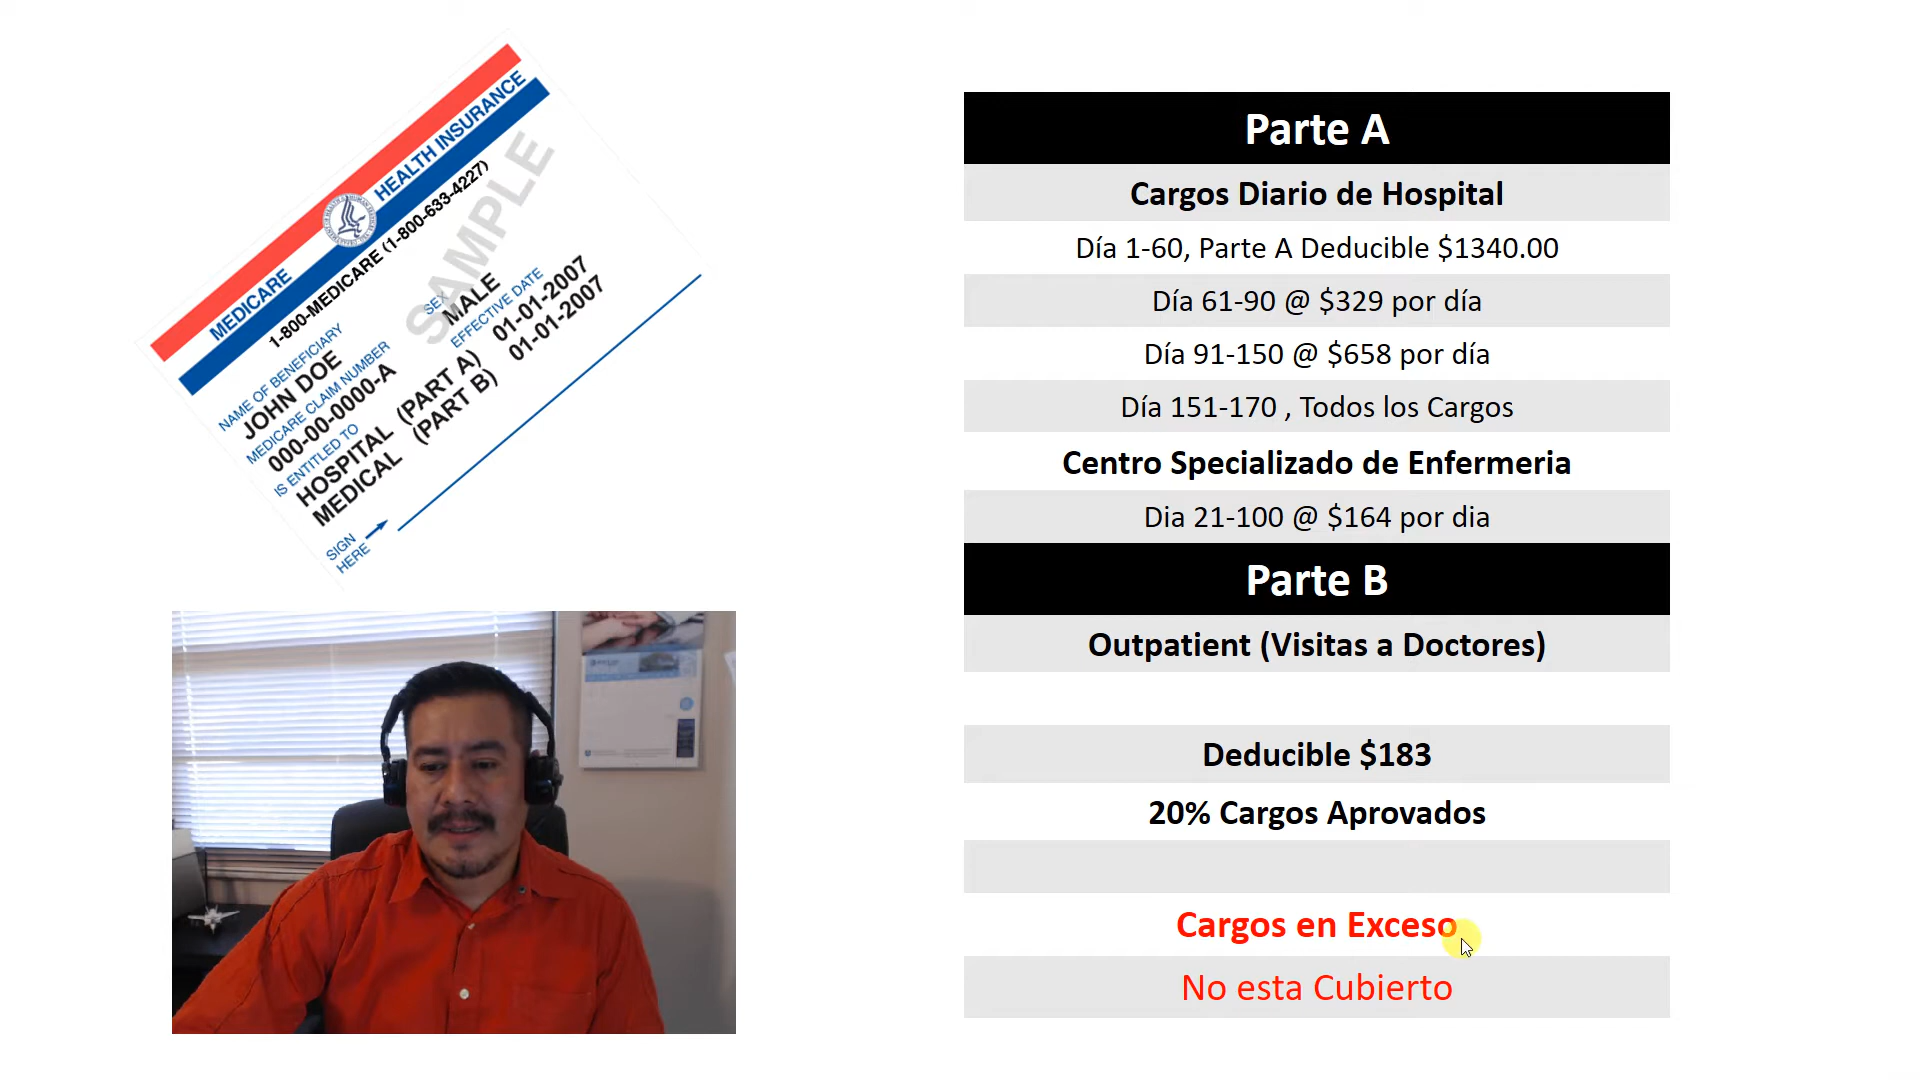 MEDICARE HEALTH INSURANCE
1-800-MEDICARE (1-800-633-4227)
NAME OF BENEFICIARY
JOHN DOE
MEDICARE CLAIM NUMBER SEX
000-00-0000-A MALE
IS ENTITLED TO EFFECTIVE DATE
HOSPITAL (PART A) 01-01-2007
MEDICAL (PART B) 01-01-2007
SIGN
HERE
SAMPLE
Parte A
Cargos Diario de Hospital
Día 1-60, Parte A Deducible $1340.00
Día 61-90 @ $329 por día
Día 91-150 @ $658 por día
Día 151-170 , Todos los Cargos
Centro Specializado de Enfermeria
Dia 21-100 @ $164 por dia
Parte B
Outpatient (Visitas a Doctores)
Deducible $183
20% Cargos Aprovados
Cargos en Exceso
No esta Cubierto